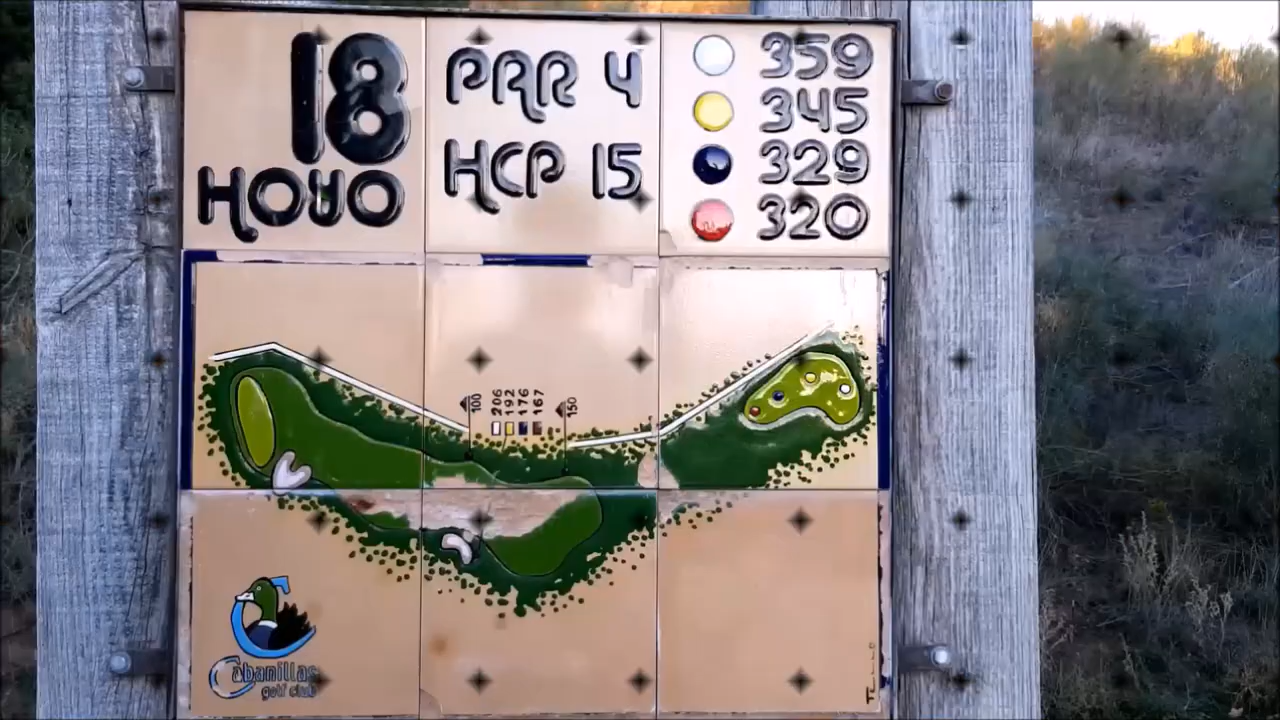 18
HOYO
PAR 4
HCP 15
359
345
329
320
100
206
192
176
167
150
Cabanillas
golf club